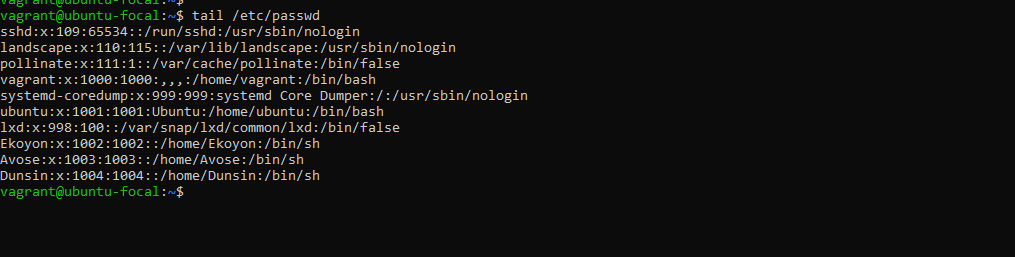 vagrant@ubuntu-focal:~$
vagrant@ubuntu-focal:~$ tail /etc/passwd
sshd:x:109:65534::/run/sshd:/usr/sbin/nologin
landscape:x:110:115::/var/lib/landscape:/usr/sbin/nologin
pollinate:x:111:1::/var/cache/pollinate:/bin/false
vagrant:x:1000:1000:,,,:/home/vagrant:/bin/bash
systemd-coredump:x:999:999:systemd Core Dumper:/:/usr/sbin/nologin
ubuntu:x:1001:1001:Ubuntu:/home/ubuntu:/bin/bash
lxd:x:998:100::/var/snap/lxd/common/lxd:/bin/false
Ekoyon:x:1002:1002::/home/Ekoyon:/bin/sh
Avose:x:1003:1003::/home/Avose:/bin/sh
Dunsin:x:1004:1004::/home/Dunsin:/bin/sh
vagrant@ubuntu-focal:~$